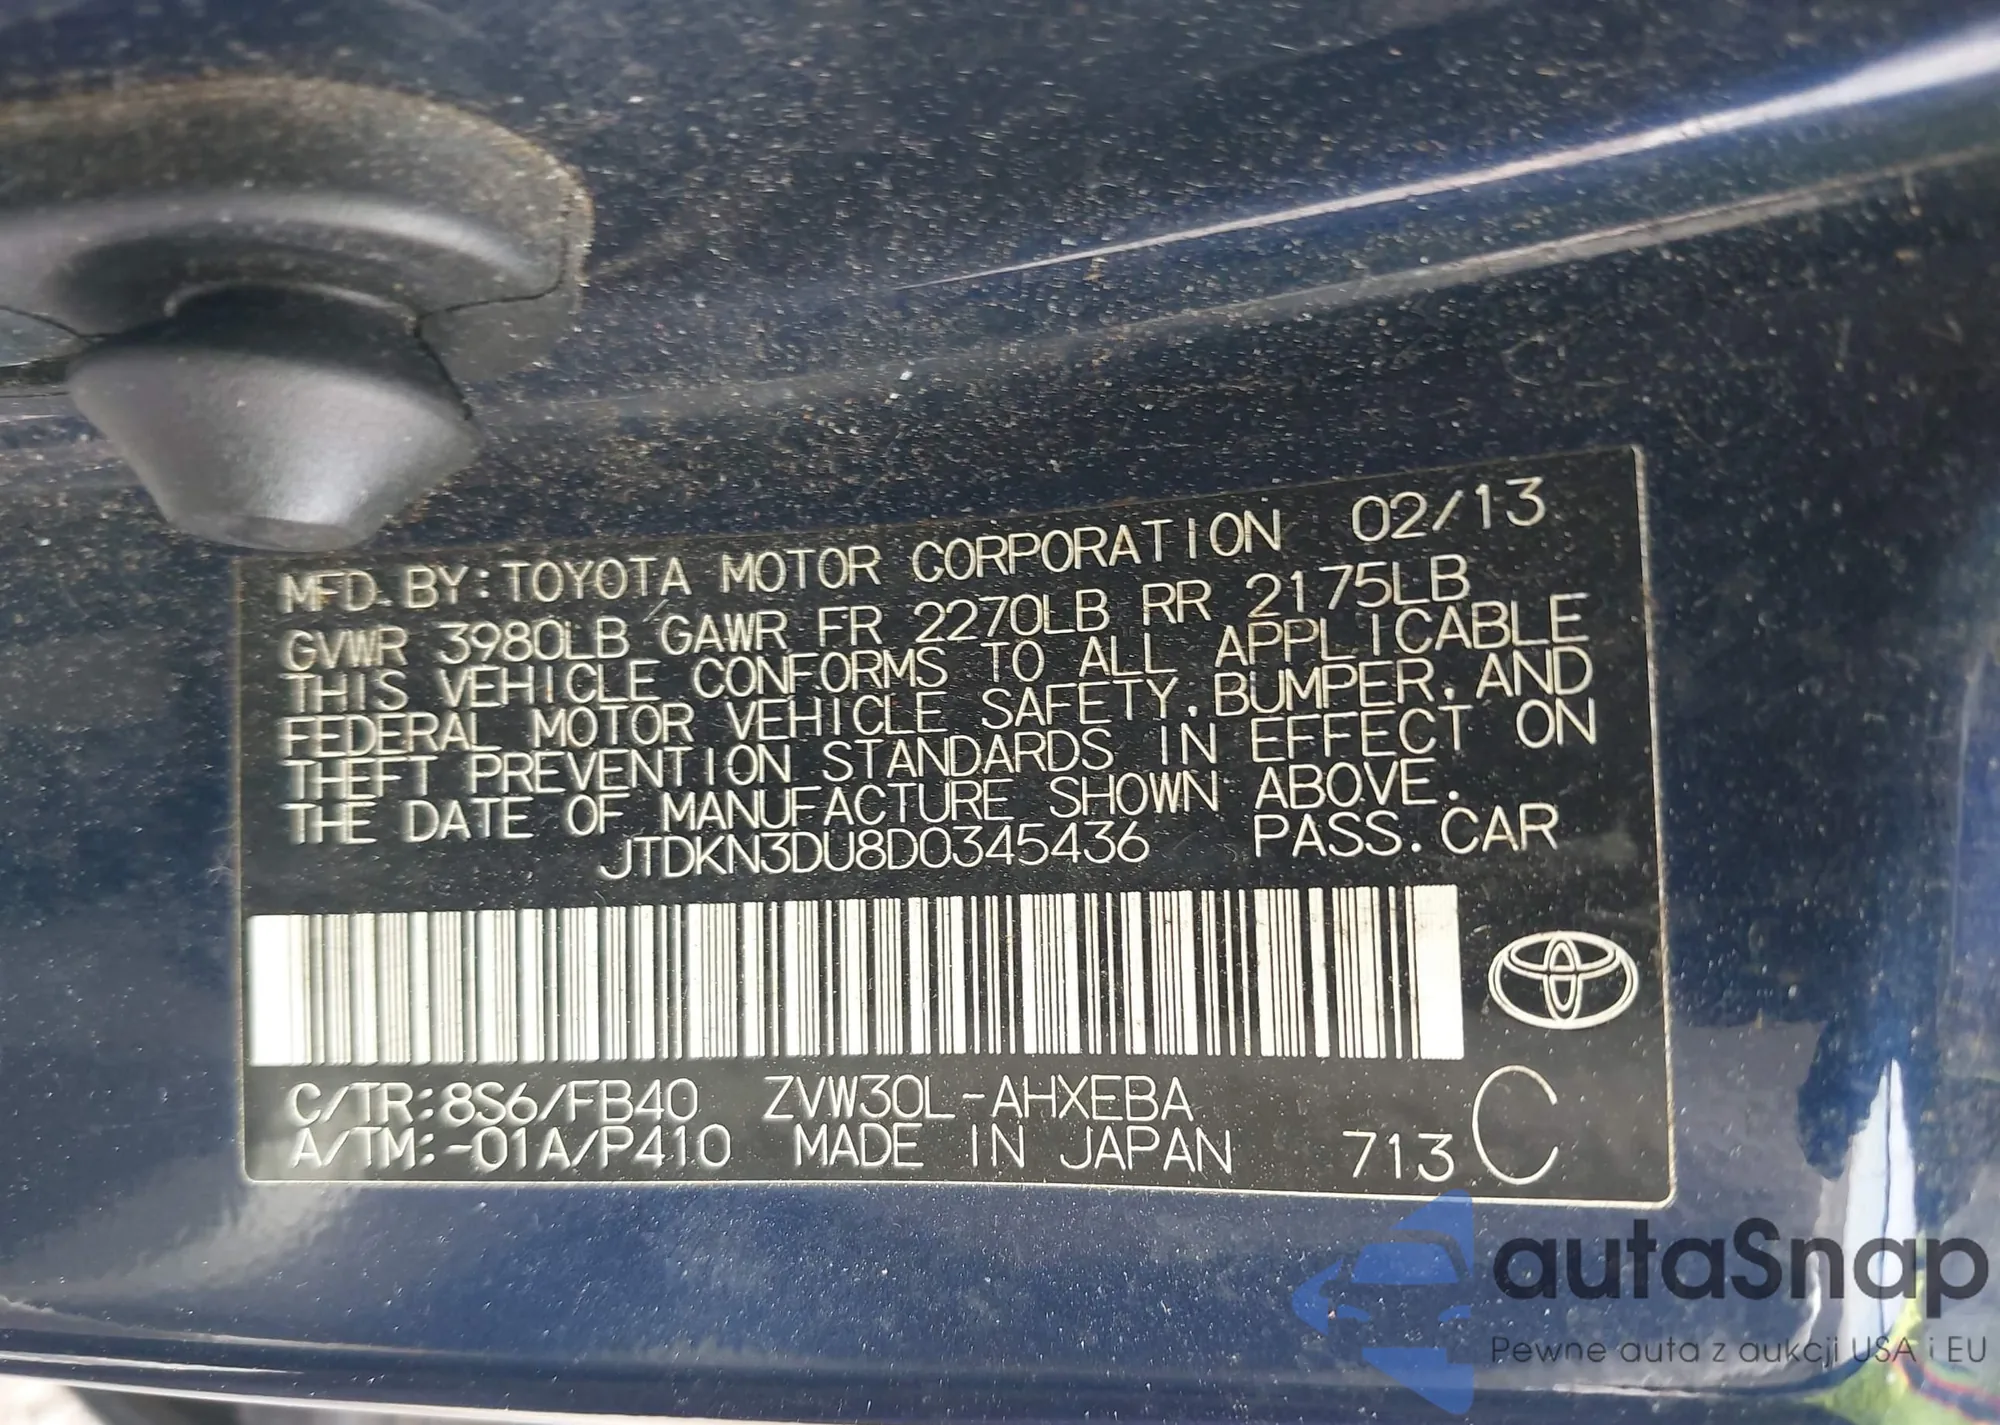 MFD. BY: TOYOTA MOTOR CORPORATION 02/13
GVWR 3980LB GAWR FR 2270LB RR 2175LB
THIS VEHICLE CONFORMS TO ALL APPLICABLE
FEDERAL MOTOR VEHICLE SAFETY, BUMPER, AND
THEFT PREVENTION STANDARDS IN EFFECT ON
THE DATE OF MANUFACTURE SHOWN ABOVE.
JTDKN3DU8D0345436 PASS. CAR
C/TR: 8S6/FB40 ZVW30L-AHXEBA
A/TM: -01A/P410 MADE IN JAPAN 713 C
autaSnap
Pewne auta z aukcji USA i EU